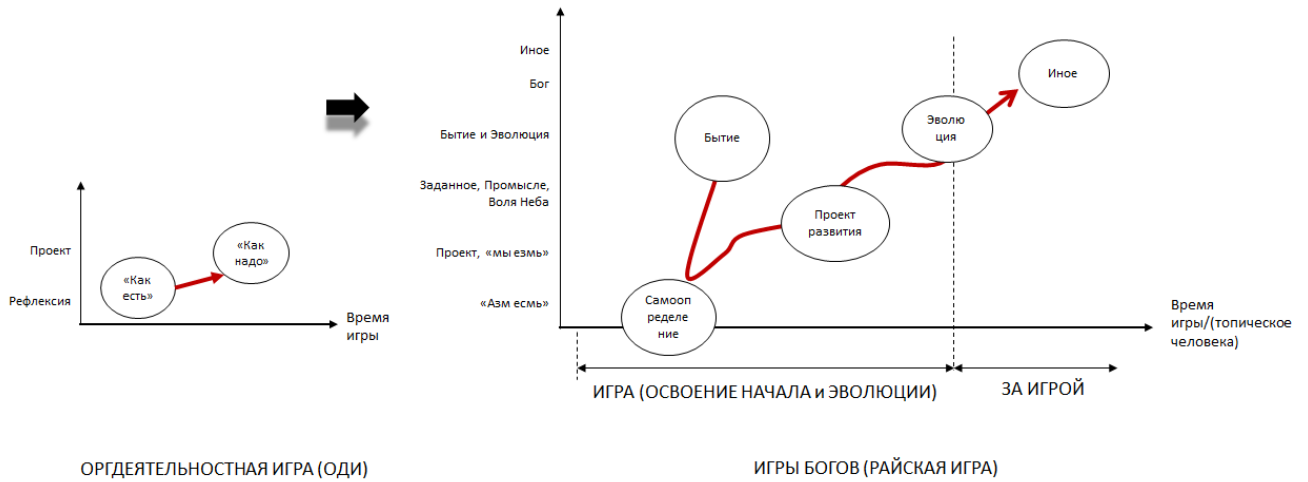 Проект
Рефлексия
«Как
есть»
«Как
надо»
Время
игры
ОРГДЕЯТЕЛЬНОСТНАЯ ИГРА (ОДИ)
Иное
Бог
Бытие и Эволюция
Заданное, Промысле,
Воля Неба
Проект, «мы езмь»
«Азм есмь»
Бытие
Самооп
ределе
ние
Проект
развития
Эволю
ция
Иное
Время
игры/(топическое
человека)
ИГРА (ОСВОЕНИЕ НАЧАЛА и ЭВОЛЮЦИИ)
ЗА ИГРОЙ
ИГРЫ БОГОВ (РАЙСКАЯ ИГРА)